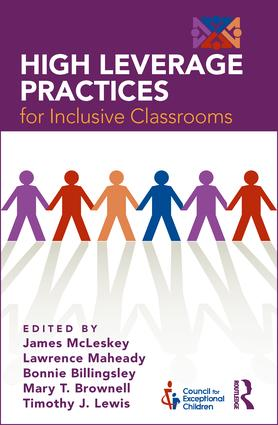 HIGH LEVERAGE
PRACTICES
for Inclusive Classrooms
EDITED BY
James McLeskey
Lawrence Maheady
Bonnie Billingsley
Mary T. Brownell
Timothy J. Lewis
Council for
Exceptional
Children
ROUTLEDGE